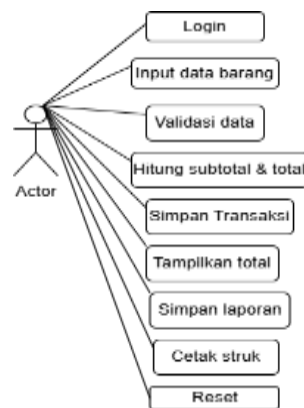 Login
Input data barang
Validasi data
Hitung subtotal & total
Actor
Simpan Transaksi
Tampilkan total
Simpan laporan
Cetak struk
Reset